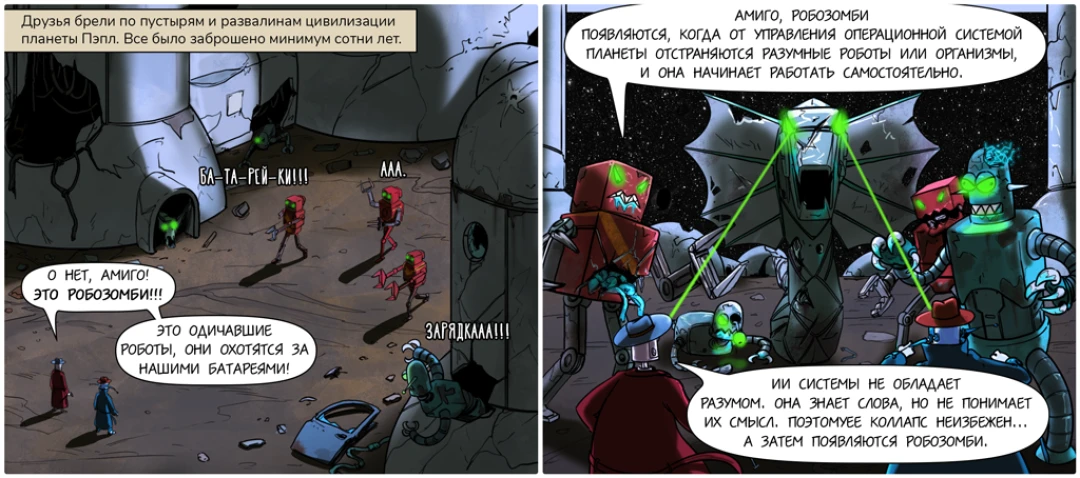 Друзья брели по пустырям и развалинам цивилизации
планеты Пэпл. Все было заброшено минимум сотни лет.
БА-ТА-РЕЙ-КИ!!!
ААА.
О НЕТ, АМИГО!
ЭТО РОБОЗОМБИ!!!
ЭТО ОДИЧАВШИЕ
РОБОТЫ, ОНИ ОХОТЯТСЯ ЗА
НАШИМИ БАТАРЕЯМИ!
ЗАРЯДКААА!!!
АМИГО, РОБОЗОМБИ
ПОЯВЛЯЮТСЯ, КОГДА ОТ УПРАВЛЕНИЯ ОПЕРАЦИОННОЙ СИСТЕМОЙ
ПЛАНЕТЫ ОТСТРАНЯЮТСЯ РАЗУМНЫЕ РОБОТЫ ИЛИ ОРГАНИЗМЫ,
И ОНА НАЧИНАЕТ РАБОТАТЬ САМОСТОЯТЕЛЬНО.
ИИ СИСТЕМЫ НЕ ОБЛАДАЕТ
РАЗУМОМ. ОНА ЗНАЕТ СЛОВА, НО НЕ ПОНИМАЕТ
ИХ СМЫСЛ. ПОЭТОМУЕЕ КОЛЛАПС НЕИЗБЕЖЕН...
А ЗАТЕМ ПОЯВЛЯЮТСЯ РОБОЗОМБИ.